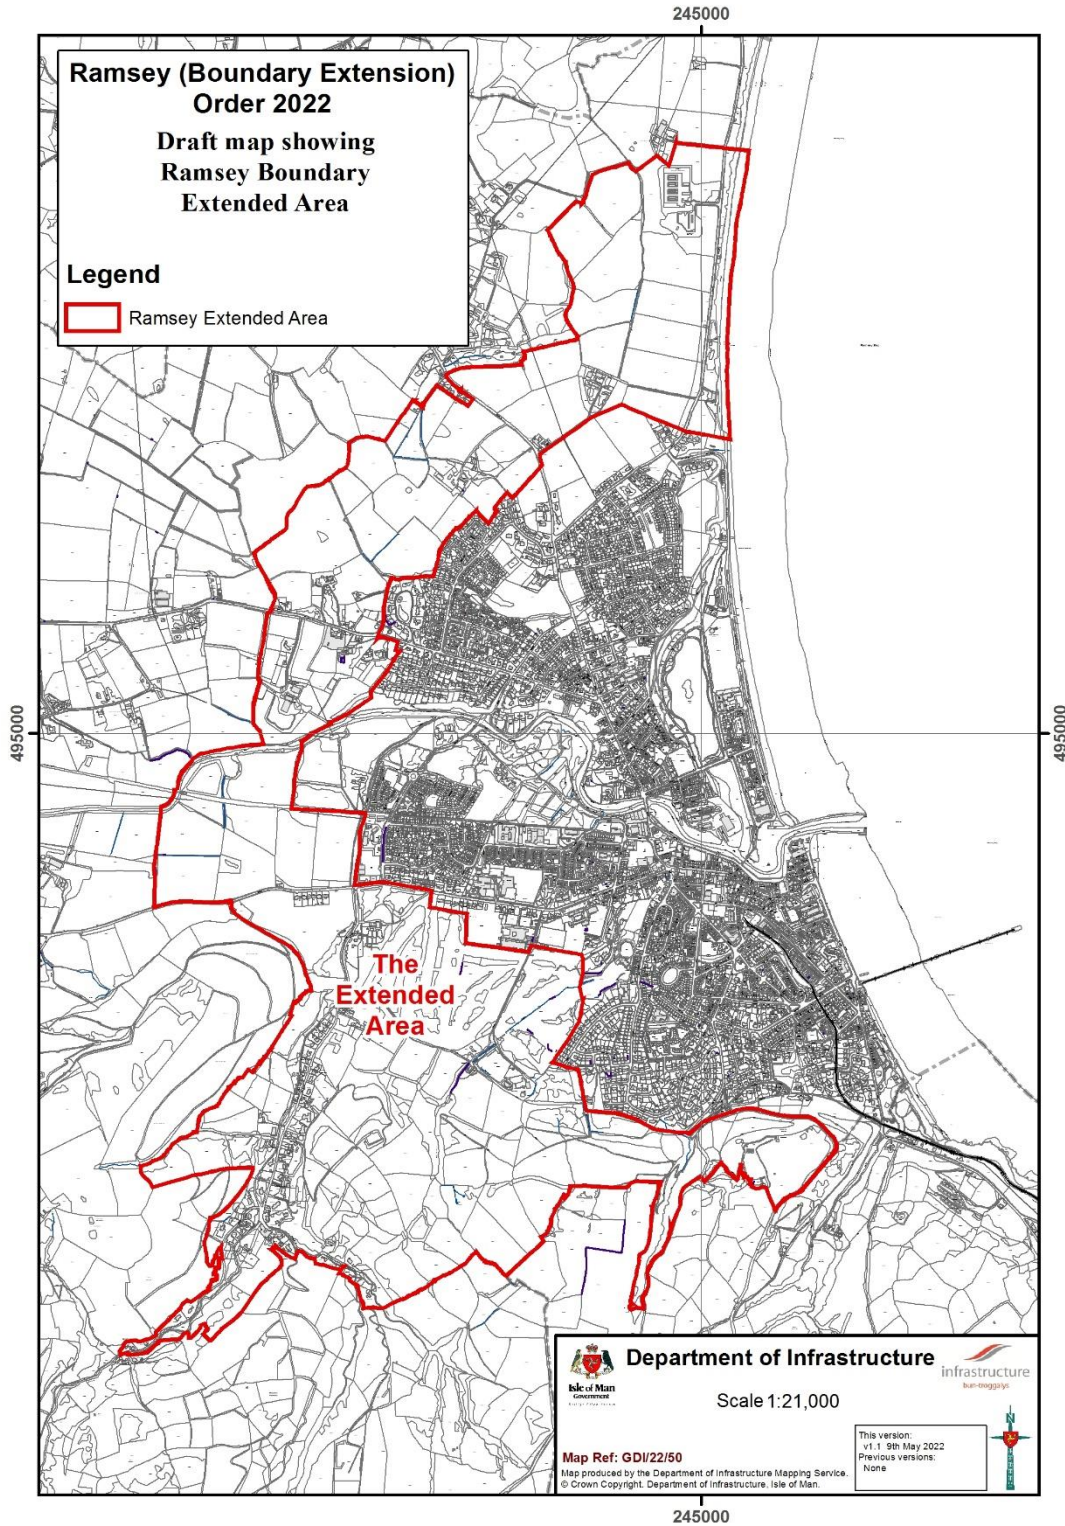 245000
Ramsey (Boundary Extension)
Order 2022
Draft map showing
Ramsey Boundary
Extended Area
Legend
Ramsey Extended Area
495000
495000
The
Extended
Area
Department of Infrastructure
Isle of Man
Government
infrastructure
bun-troggalys
Scale 1:21,000
Map Ref: GDI/22/50
Map produced by the Department of Infrastructure Mapping Service.
© Crown Copyright, Department of Infrastructure, Isle of Man.
This version:
v1.1 9th May 2022
Previous versions:
None
N
245000